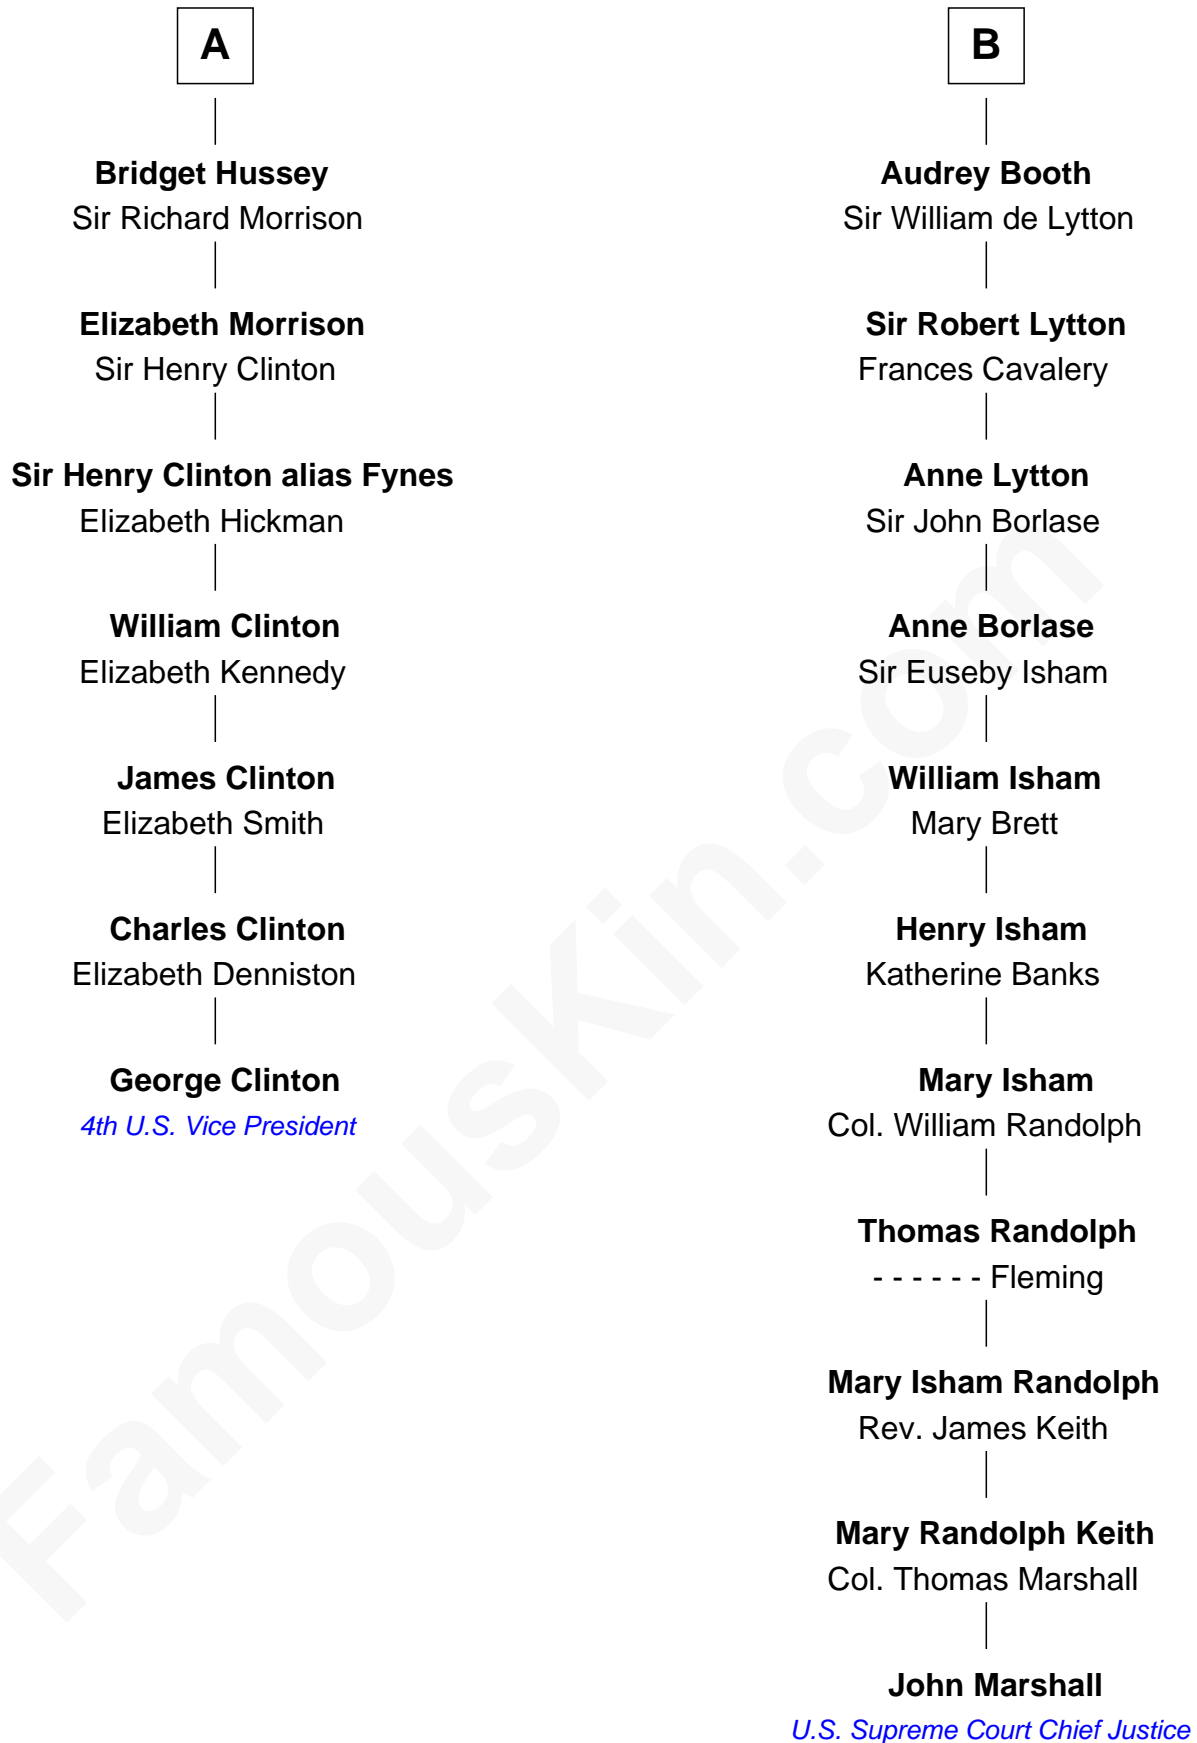 A
Bridget Hussey
Sir Richard Morrison
Elizabeth Morrison
Sir Henry Clinton
Sir Henry Clinton alias Fynes
Elizabeth Hickman
William Clinton
Elizabeth Kennedy
James Clinton
Elizabeth Smith
Charles Clinton
Elizabeth Denniston
George Clinton
4th U.S. Vice President
B
Audrey Booth
Sir William de Lytton
Sir Robert Lytton
Frances Cavalery
Anne Lytton
Sir John Borlase
Anne Borlase
Sir Euseby Isham
William Isham
Mary Brett
Henry Isham
Katherine Banks
Mary Isham
Col. William Randolph
Thomas Randolph
- - - - - - Fleming
Mary Isham Randolph
Rev. James Keith
Mary Randolph Keith
Col. Thomas Marshall
John Marshall
U.S. Supreme Court Chief Justice
FamousKin.com